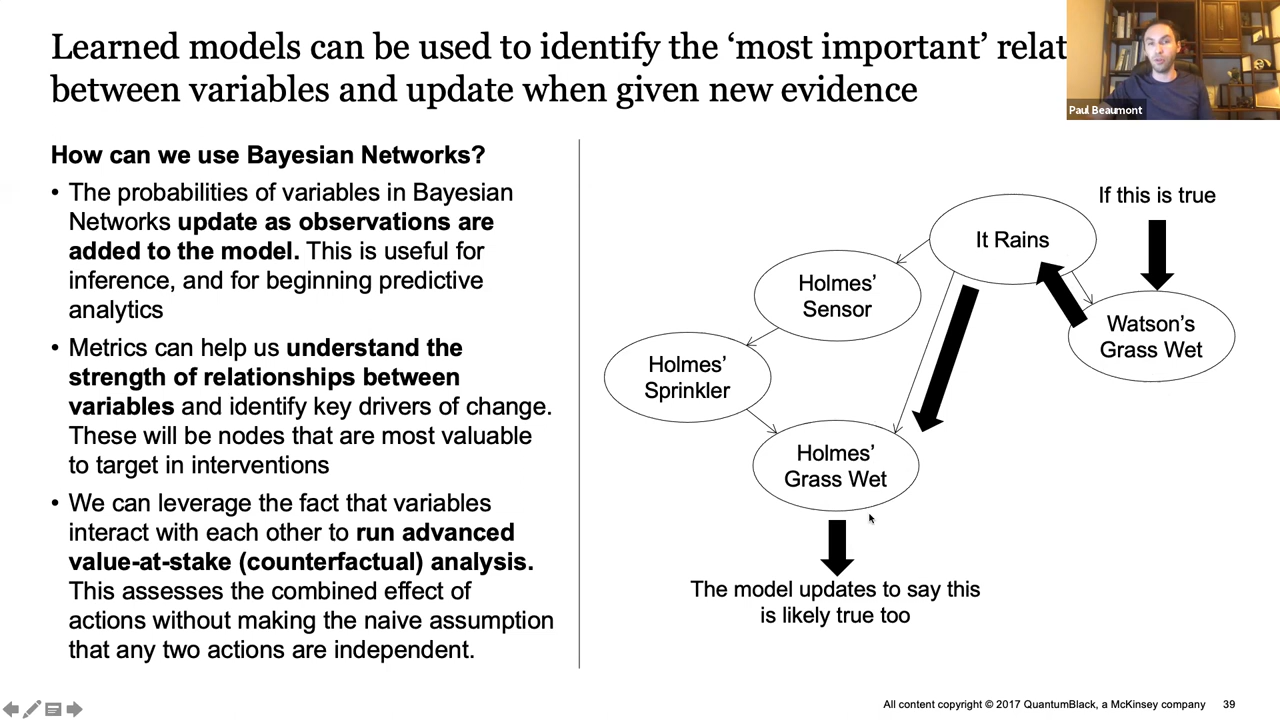 Learned models can be used to identify the ‘most important’ relat
between variables and update when given new evidence
Paul Beaumont
How can we use Bayesian Networks?
• The probabilities of variables in Bayesian
Networks update as observations are
added to the model. This is useful for
inference, and for beginning predictive
analytics
• Metrics can help us understand the
strength of relationships between
variables and identify key drivers of change.
These will be nodes that are most valuable
to target in interventions
• We can leverage the fact that variables
interact with each other to run advanced
value-at-stake (counterfactual) analysis.
This assesses the combined effect of
actions without making the naive assumption
that any two actions are independent.
If this is true
It Rains
Holmes’
Sensor
Watson’s
Grass Wet
Holmes’
Sprinkler
Holmes’
Grass Wet
The model updates to say this
is likely true too
All content copyright © 2017 QuantumBlack, a McKinsey company 39